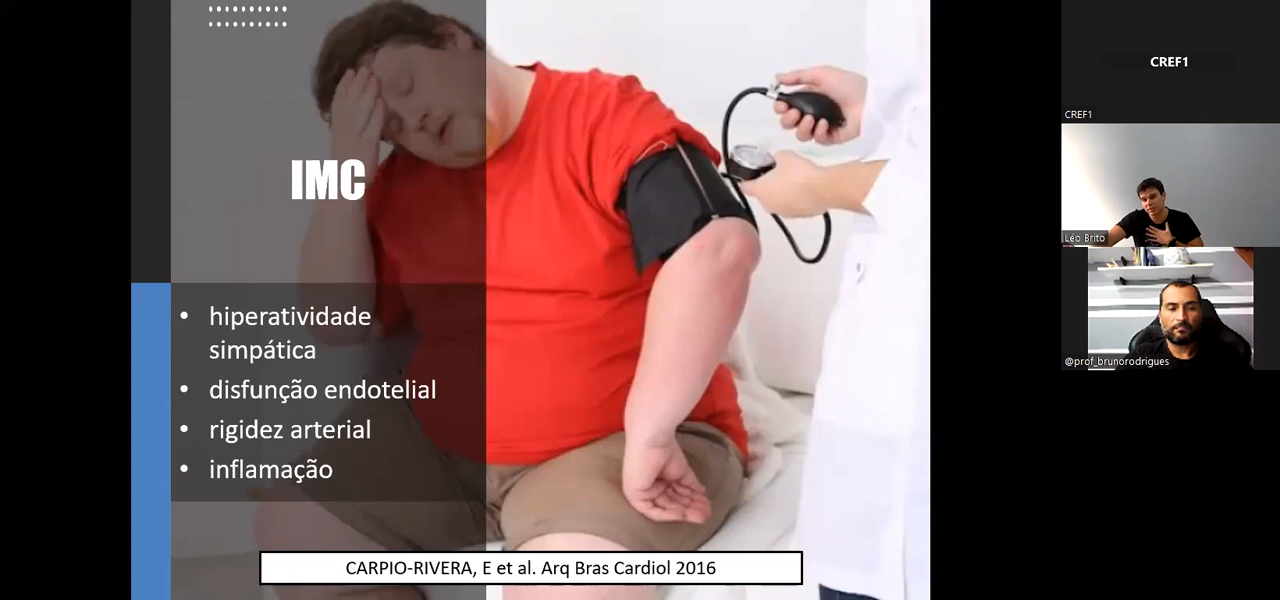 IMC
• hiperatividade
simpática
• disfunção endotelial
• rigidez arterial
• inflamação
CARPIO-RIVERA, E et al. Arq Bras Cardiol 2016
CREF1
CREF1
Léo Brito
@prof_brunorodrigues